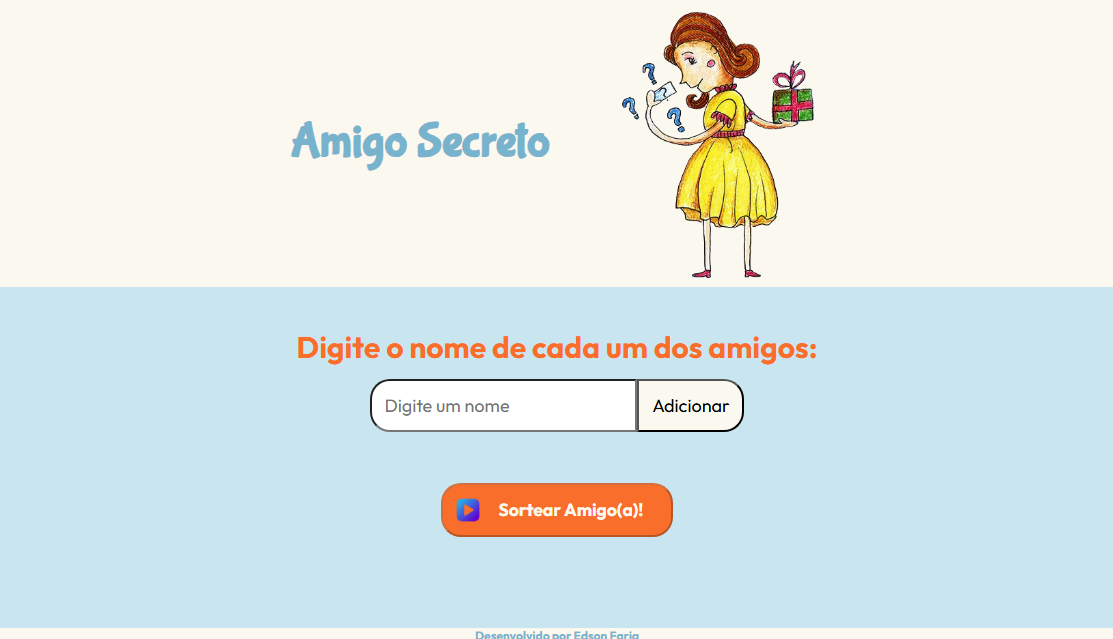 Amigo Secreto
?
?
?
?
Digite o nome de cada um dos amigos:
Digite um nome
Adicionar
Sortear Amigo(a)!
Desenvolvido por Edson Faria